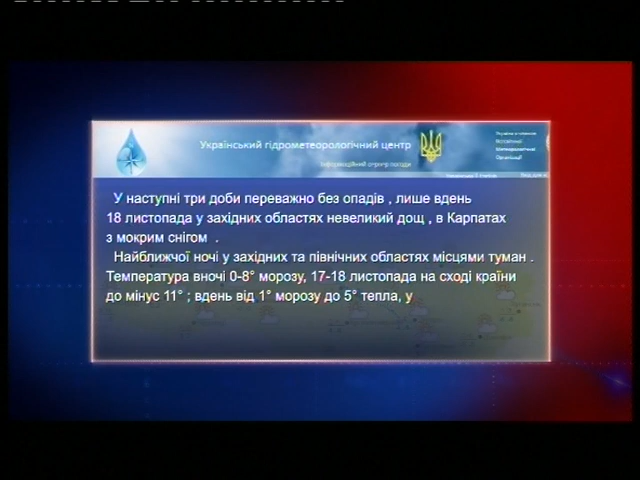 Український гідрометеорологічний центр
У наступні три доби переважно без опадів , лише вдень
18 листопада у західних областях невеликий дощ , в Карпатах
з мокрим снігом .
Найближчої ночі у західних та північних областях місцями туман .
Температура вночі 0-8° морозу, 17-18 листопада на сході країни
до мінус 11° ; вдень від 1° морозу до 5° тепла, у